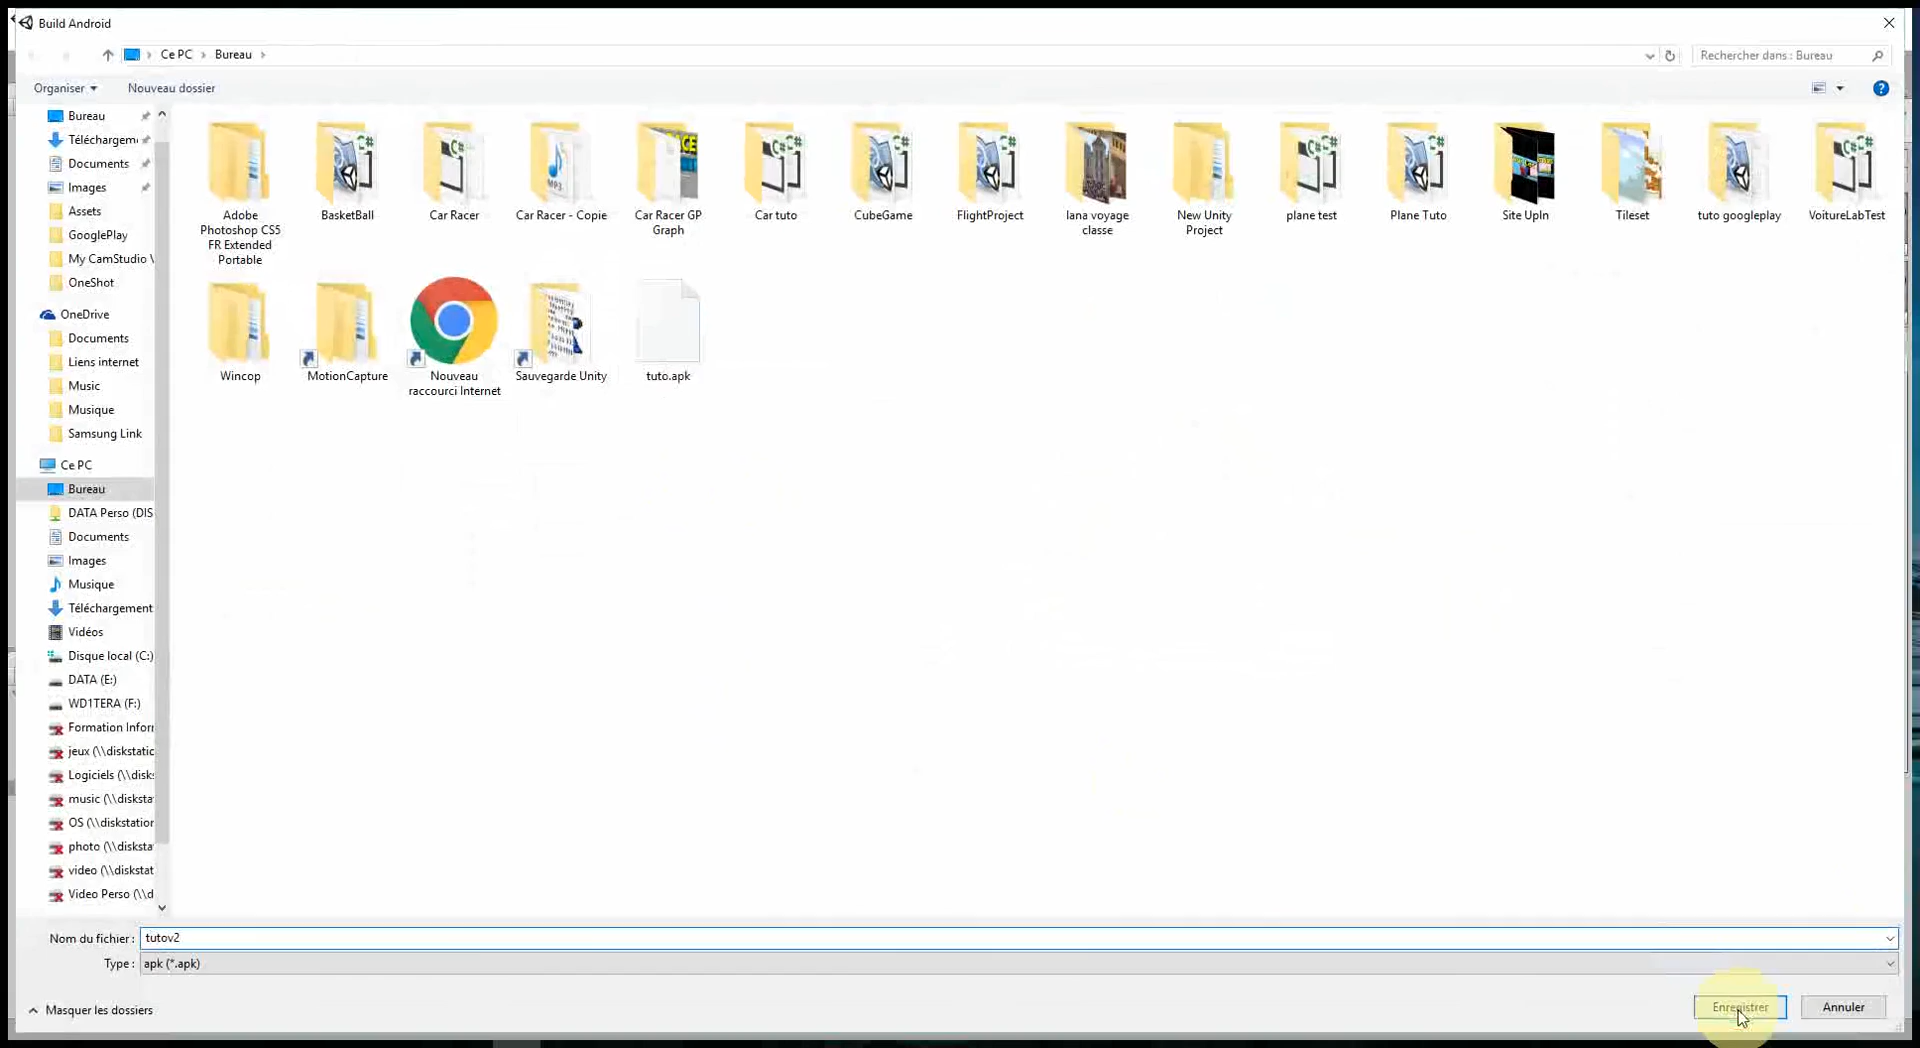 Build Android
Ce PC
Bureau
Rechercher dans : Bureau
Organiser
Nouveau dossier
Bureau
Téléchargem
Documents
Images
Assets
GooglePlay
My CamStudio V
OneShot
OneDrive
Documents
Liens internet
Music
Musique
Samsung Link
Ce PC
Bureau
DATA Perso (DIS
Documents
Images
Musique
Téléchargement
Vidéos
Disque local (C:)
DATA (E:)
WD1TERA (F:)
Formation Infor
jeux (\\diskstatic
Logiciels (\\disks
music (\\disksta
OS (\\diskstation
photo (\\disksta
video (\\diskstat
Video Perso (\\d
Adobe
Photoshop CS5
FR Extended
Portable
BasketBall
Car Racer
Car Racer - Copie
Car Racer GP
Graph
Car tuto
CubeGame
FlightProject
lana voyage
classe
New Unity
Project
plane test
Plane Tuto
Site UpIn
Tileset
tuto googleplay
VoitureLabTest
Wincop
MotionCapture
Nouveau
raccourci Internet
Sauvegarde Unity
tuto.apk
Nom du fichier :
tutov2
Type :
apk (*.apk)
Masquer les dossiers
Enregistrer
Annuler